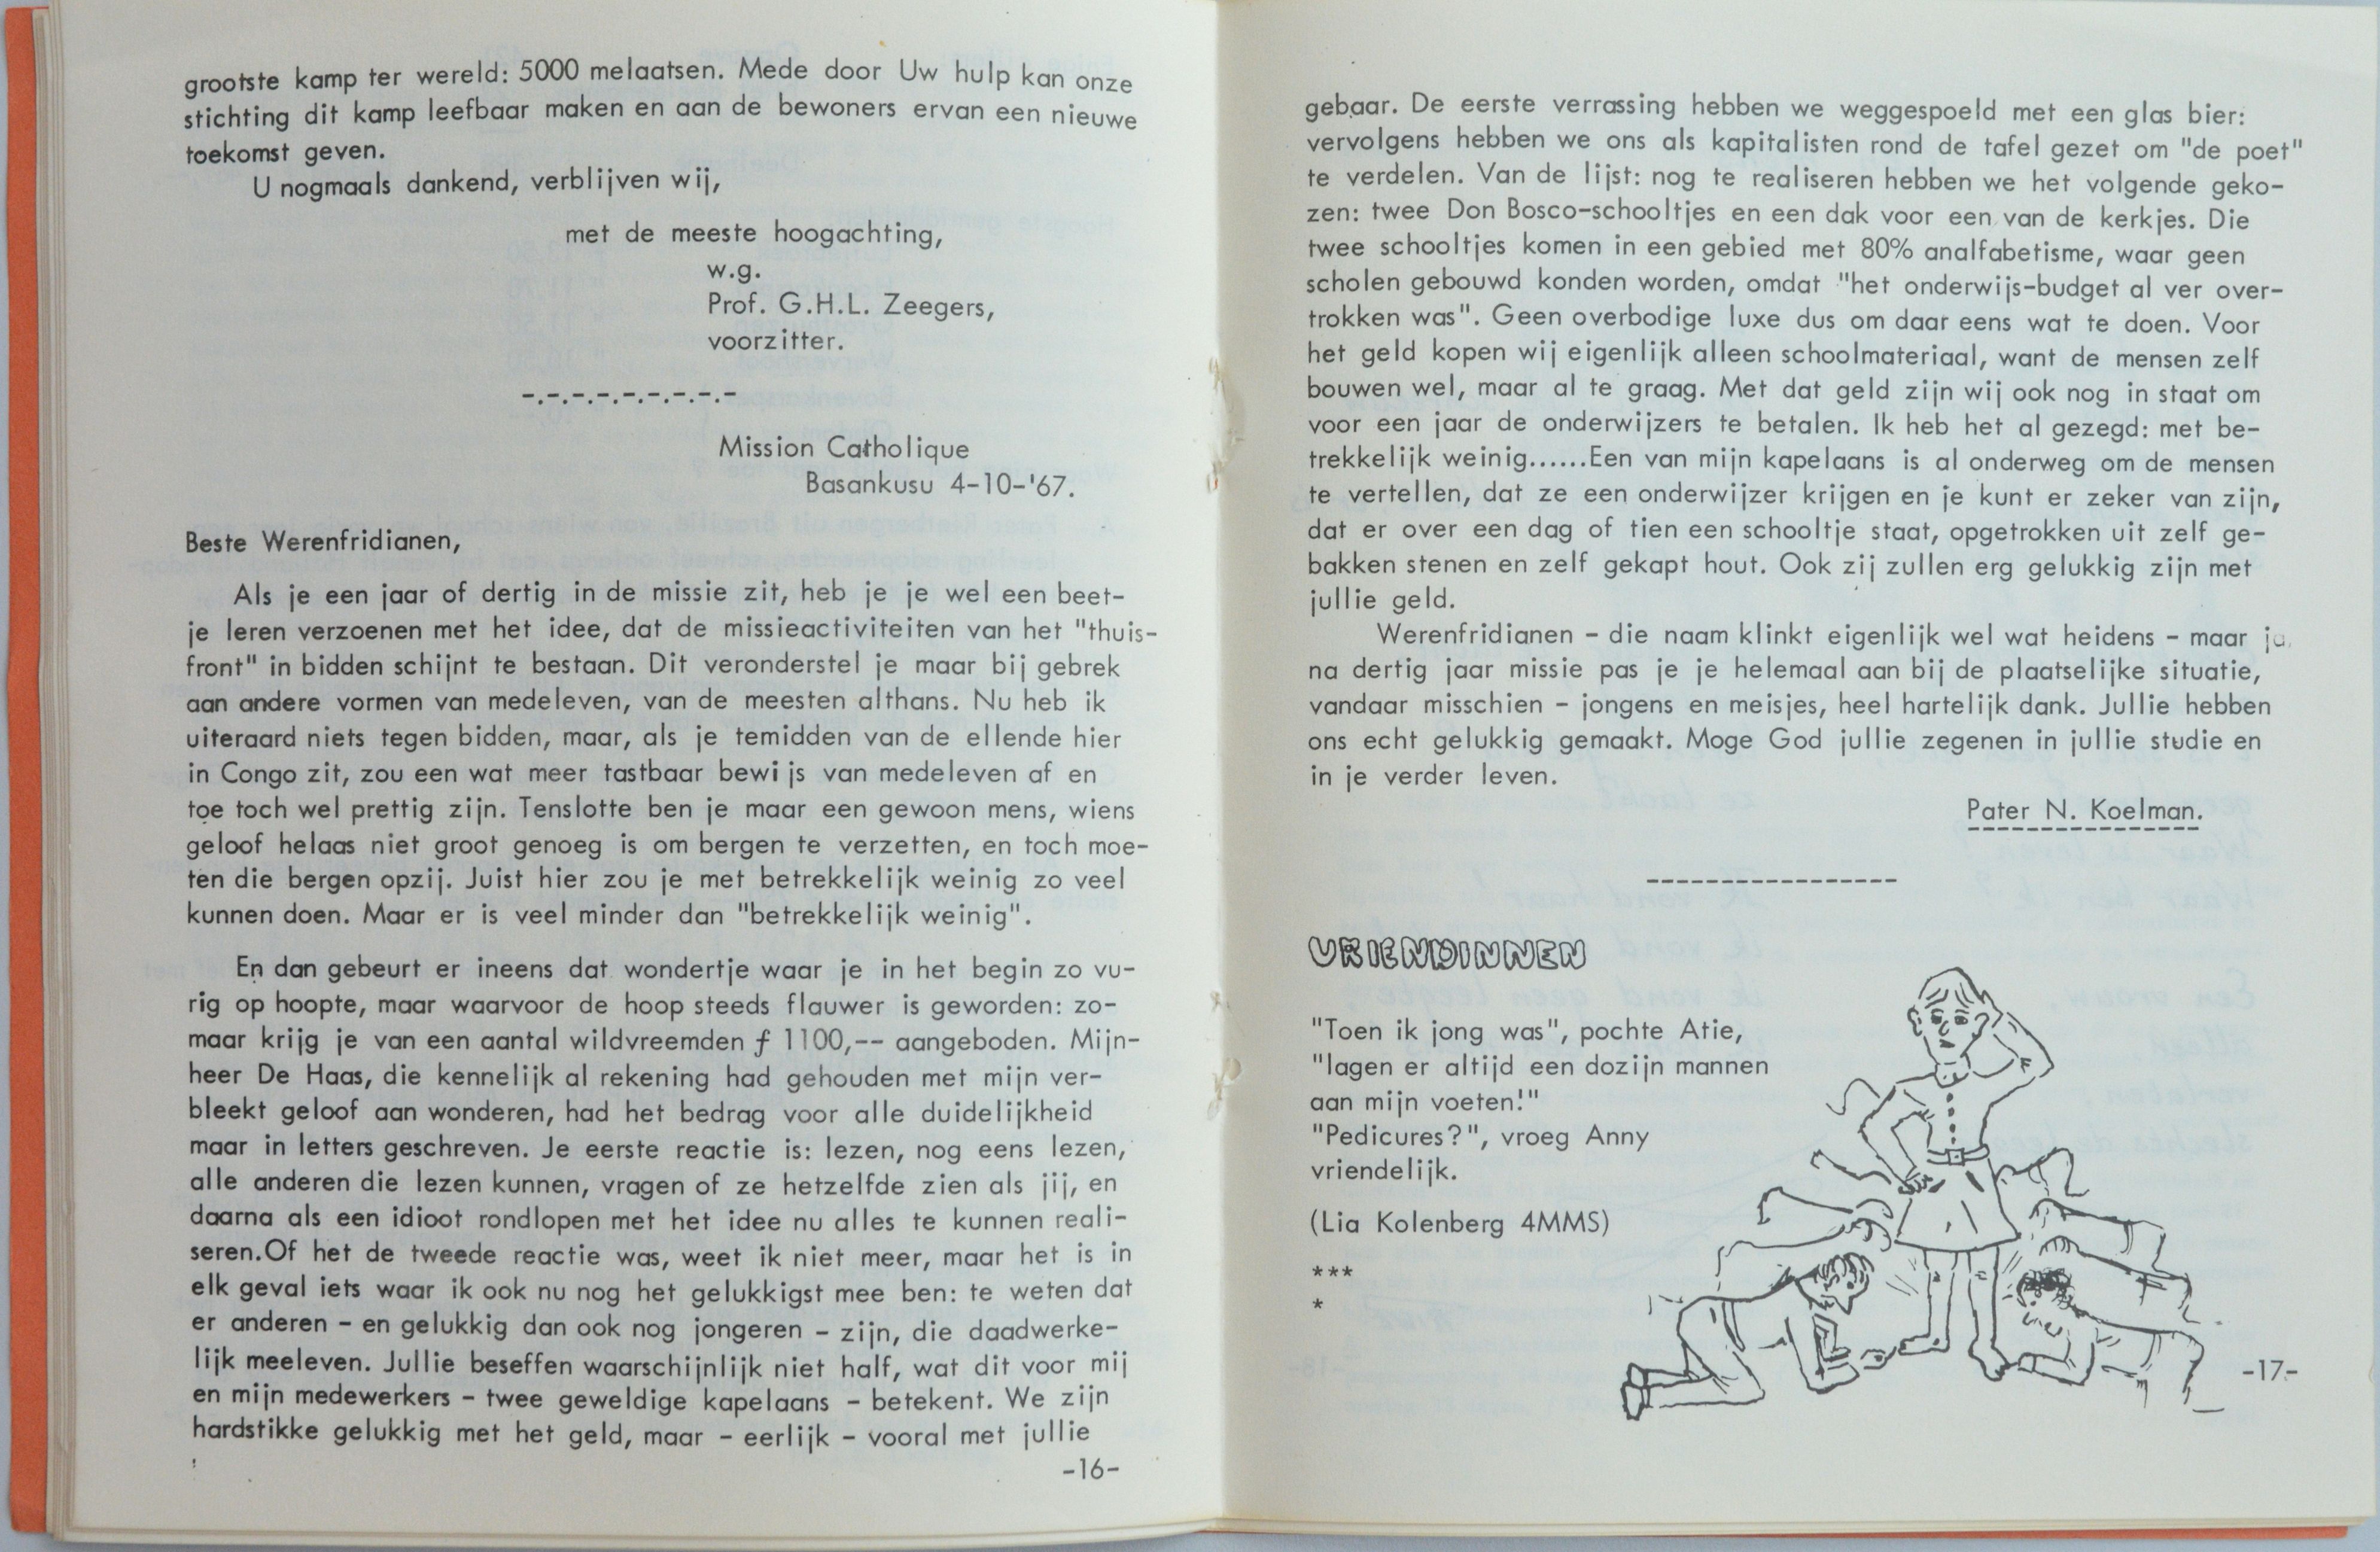 grootste kamp ter wereld: 5000 melaatsen. Mede door Uw hulp kan onze
stichting dit kamp leefbaar maken en aan de bewoners ervan een nieuwe
toekomst geven.
U nogmaals dankend, verblijven wij,
met de meeste hoogachting,
w.g.
Prof. G.H.L. Zeegers,
voorzitter.
-.-.-.-.-.-.-.-.-
Mission Catholique
Basankusu 4-10-'67.
Beste Werenfridianen,
Als je een jaar of dertig in de missie zit, heb je je wel een beet-
je leren verzoenen met het idee, dat de missieactiviteiten van het "thuis-
front" in bidden schijnt te bestaan. Dit veronderstel je maar bij gebrek
aan andere vormen van medeleven, van de meesten althans. Nu heb ik
uiteraard niets tegen bidden, maar, als je temidden van de ellende hier
in Congo zit, zou een wat meer tastbaar bewijs van medeleven af en
toe toch wel prettig zijn. Tenslotte ben je maar een gewoon mens, wiens
geloof helaas niet groot genoeg is om bergen te verzetten, en toch moe-
ten die bergen opzij. Juist hier zou je met betrekkelijk weinig zo veel
kunnen doen. Maar er is veel minder dan "betrekkelijk weinig".
En dan gebeurt er ineens dat wondertje waar je in het begin zo vu-
rig op hoopte, maar waarvoor de hoop steeds flauwer is geworden: zo-
maar krijg je van een aantal wildvreemden ƒ 1100,-- aangeboden. Mijn-
heer De Haas, die kennelijk al rekening had gehouden met mijn ver-
bleekt geloof aan wonderen, had het bedrag voor alle duidelijkheid
maar in letters geschreven. Je eerste reactie is: lezen, nog eens lezen,
alle anderen die lezen kunnen, vragen of ze hetzelfde zien als jij, en
daarna als een idioot rondlopen met het idee nu alles te kunnen reali-
seren.Of het de tweede reactie was, weet ik niet meer, maar het is in
elk geval iets waar ik ook nu nog het gelukkigst mee ben: te weten dat
er anderen - en gelukkig dan ook nog jongeren - zijn, die daadwerke-
lijk meeleven. Jullie beseffen waarschijnlijk niet half, wat dit voor mij
en mijn medewerkers - twee geweldige kapelaans - betekent. We zijn
hardstikke gelukkig met het geld, maar - eerlijk - vooral met jullie
-16-
gebaar. De eerste verrassing hebben we weggespoeld met een glas bier:
vervolgens hebben we ons als kapitalisten rond de tafel gezet om "de poet"
te verdelen. Van de lijst: nog te realiseren hebben we het volgende geko-
zen: twee Don Bosco-schooltjes en een dak voor een van de kerkjes. Die
twee schooltjes komen in een gebied met 80% analfabetisme, waar geen
scholen gebouwd konden worden, omdat "het onderwijs-budget al ver over-
trokken was". Geen overbodige luxe dus om daar eens wat te doen. Voor
het geld kopen wij eigenlijk alleen schoolmateriaal, want de mensen zelf
bouwen wel, maar al te graag. Met dat geld zijn wij ook nog in staat om
voor een jaar de onderwijzers te betalen. Ik heb het al gezegd: met be-
trekkelijk weinig......Een van mijn kapelaans is al onderweg om de mensen
te vertellen, dat ze een onderwijzer krijgen en je kunt er zeker van zijn,
dat er over een dag of tien een schooltje staat, opgetrokken uit zelf ge-
bakken stenen en zelf gekapt hout. Ook zij zullen erg gelukkig zijn met
jullie geld.
Werenfridianen - die naam klinkt eigenlijk wel wat heidens - maar ja,
na dertig jaar missie pas je je helemaal aan bij de plaatselijke situatie,
vandaar misschien - jongens en meisjes, heel hartelijk dank. Jullie hebben
ons echt gelukkig gemaakt. Moge God jullie zegenen in jullie studie en
in je verder leven.
Pater N. Koelman.
-----------------
VRIENDINNEN
"Toen ik jong was", pochte Atie,
"lagen er altijd een dozijn mannen
aan mijn voeten!"
"Pedicures?", vroeg Anny
vriendelijk.
(Lia Kolenberg 4MMS)
***
*
-17-